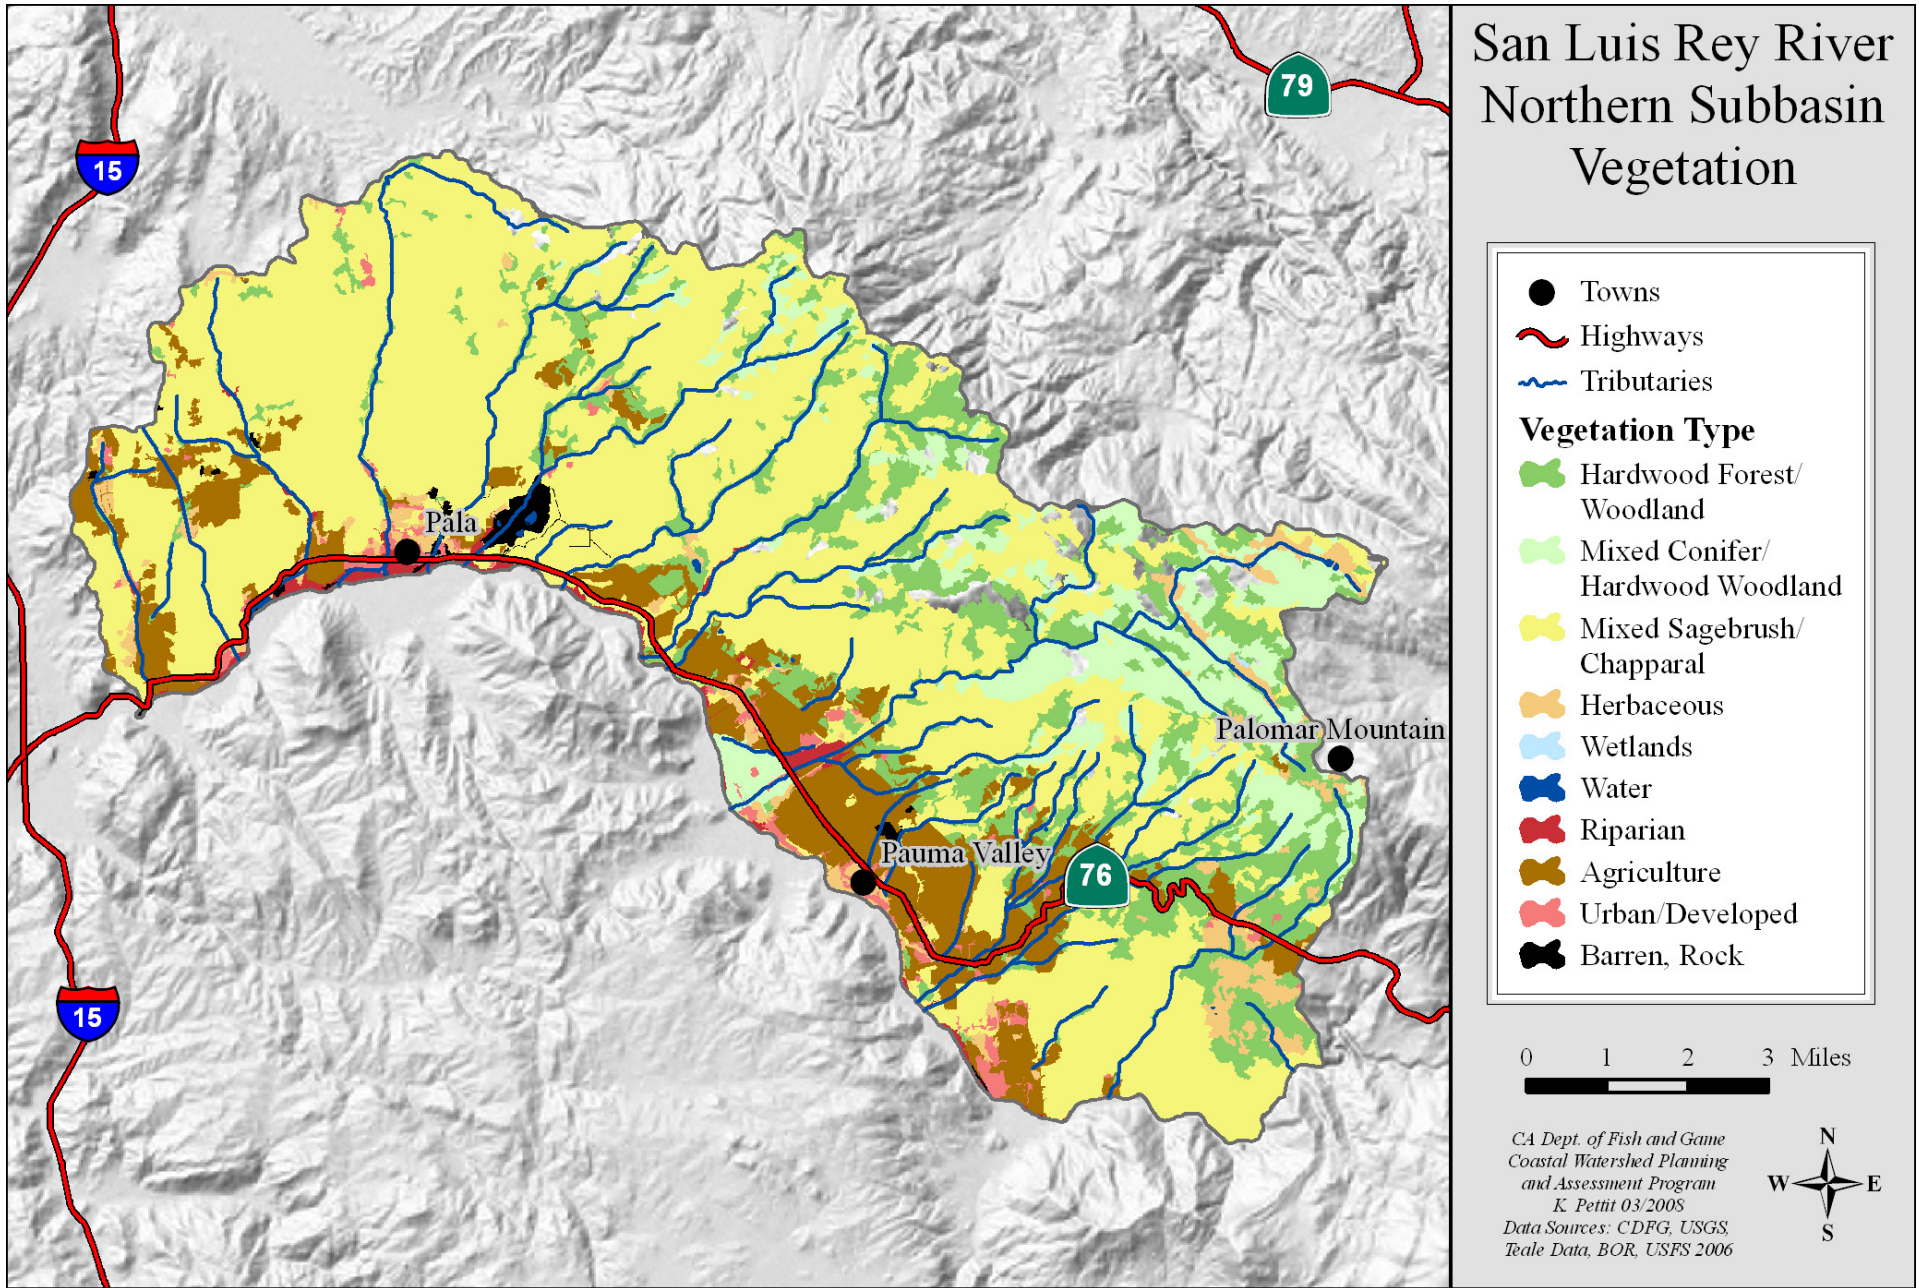 San Luis Rey River
Northern Subbasin
Vegetation
79
15
Pala
Palomar Mountain
Pauma Valley
76
15
Towns
Highways
Tributaries
Vegetation Type
Hardwood Forest/
Woodland
Mixed Conifer/
Hardwood Woodland
Mixed Sagebrush/
Chapparal
Herbaceous
Wetlands
Water
Riparian
Agriculture
Urban/Developed
Barren, Rock
0 1 2 3 Miles
CA Dept. of Fish and Game
Coastal Watershed Planning
and Assessment Program
K. Pettit 03/2008
Data Sources: CDFG, USGS,
Teale Data, BOR, USFS 2006
N
W E
S